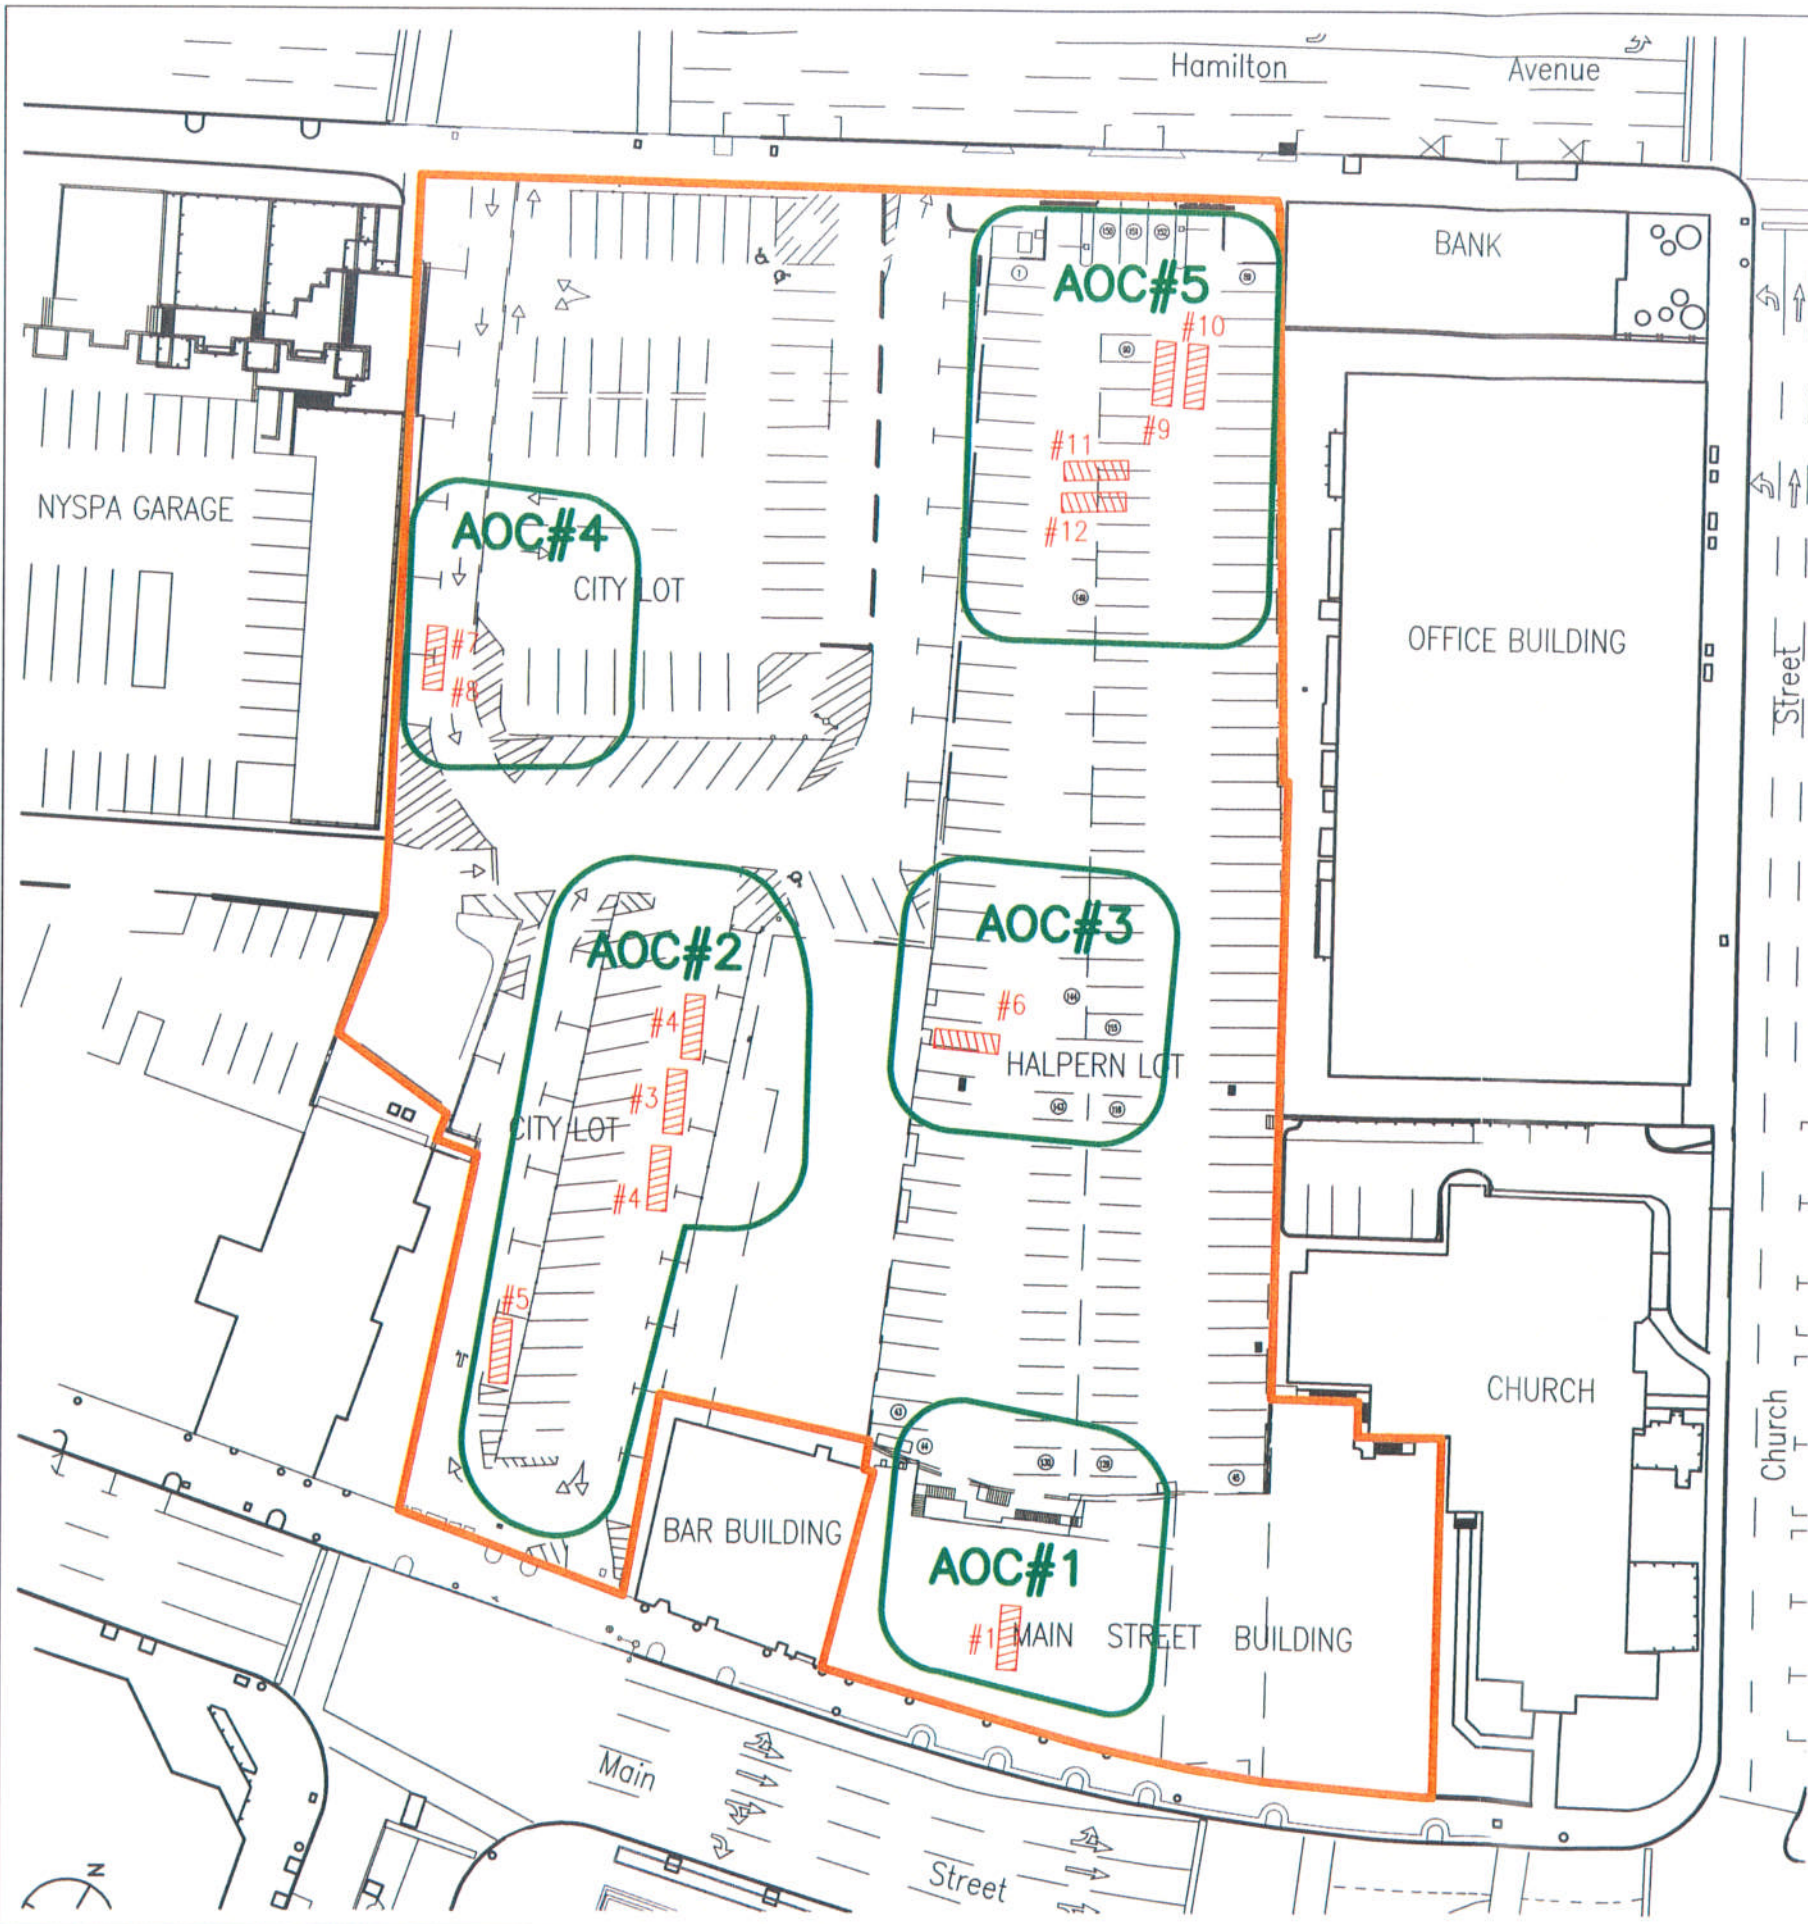 Hamilton Avenue
BANK
AOC#5
#10
#9
#11
#12
NYSPA GARAGE
AOC#4
CITY LOT
#7
#8
OFFICE BUILDING
Street
AOC#3
AOC#2
#6
#4
HALPERN LOT
#3
CITY LOT
#4
#5
CHURCH
Church
BAR BUILDING
AOC#1
#1
MAIN STREET BUILDING
Main
Street
N